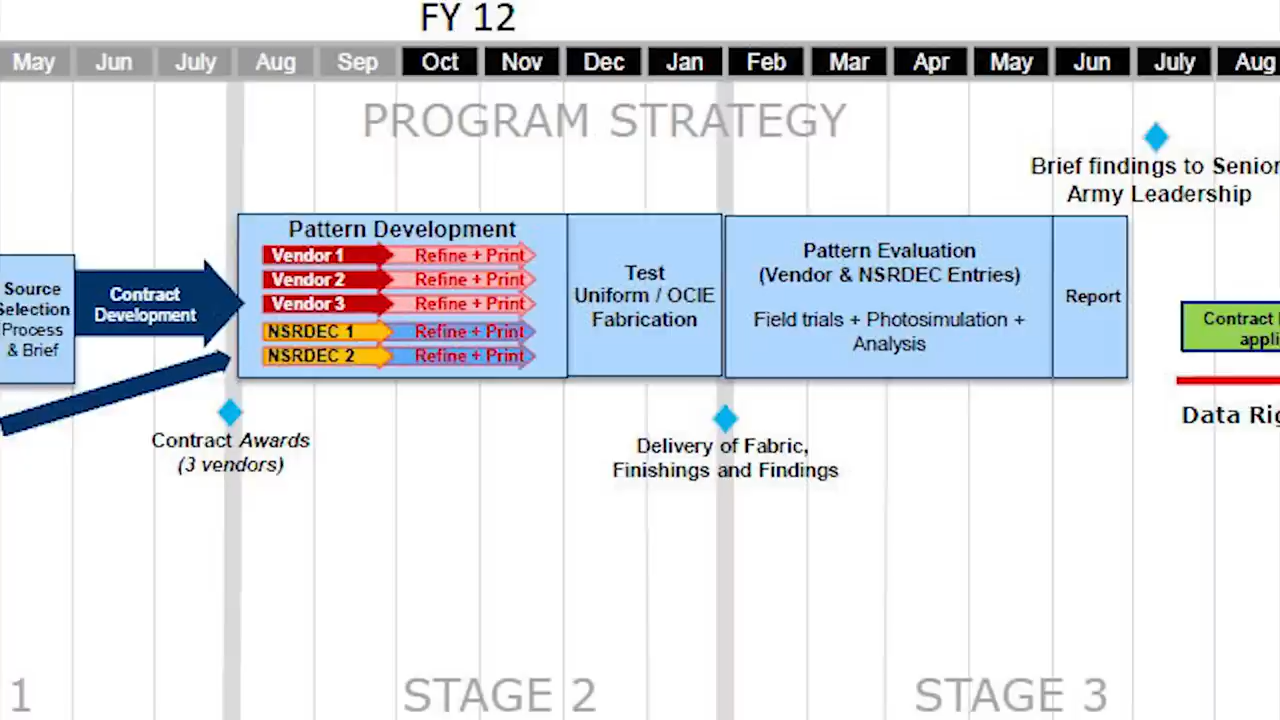 FY 12
May Jun July Aug Sep Oct Nov Dec Jan Feb Mar Apr May Jun July Aug
PROGRAM STRATEGY
Brief findings to Senior
Army Leadership
Source
Selection
Process
& Brief
Contract
Development
Pattern Development
Vendor 1 Refine + Print
Vendor 2 Refine + Print
Vendor 3 Refine + Print
NSRDEC 1 Refine + Print
NSRDEC 2 Refine + Print
Test
Uniform / OCIE
Fabrication
Pattern Evaluation
(Vendor & NSRDEC Entries)
Field trials + Photosimulation +
Analysis
Report
Contract
appli
Data Rig
Contract Awards
(3 vendors)
Delivery of Fabric,
Finishings and Findings
1
STAGE 2
STAGE 3